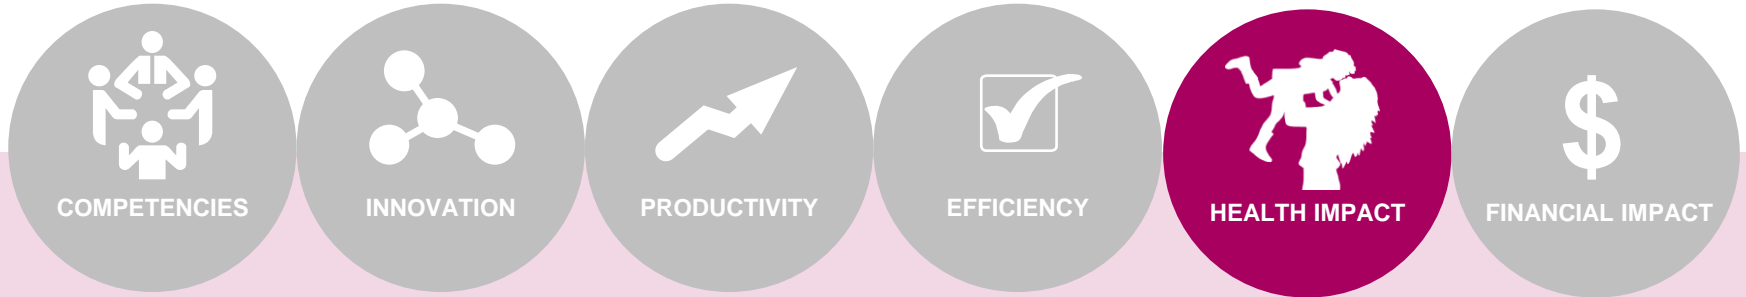 COMPETENCIES
INNOVATION
PRODUCTIVITY
EFFICIENCY
HEALTH IMPACT
$
FINANCIAL IMPACT